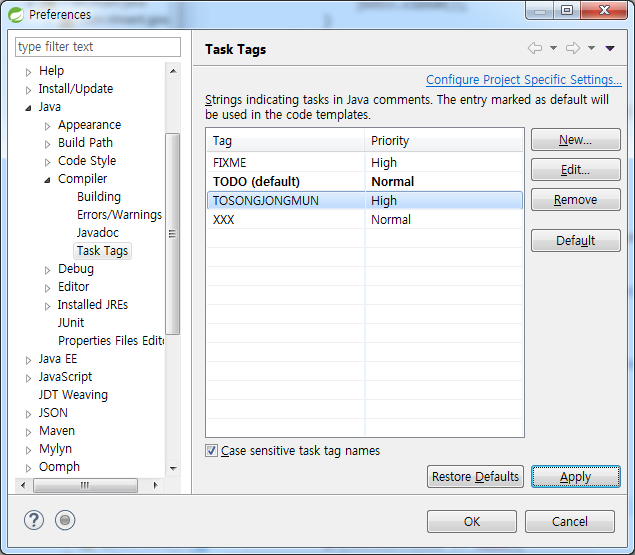 Preferences
type filter text
Help
Install/Update
Java
Appearance
Build Path
Code Style
Compiler
Building
Errors/Warnings
Javadoc
Task Tags
Debug
Editor
Installed JREs
JUnit
Properties Files Edito
Java EE
JavaScript
JDT Weaving
JSON
Maven
Mylyn
Oomph
Task Tags
Configure Project Specific Settings...
Strings indicating tasks in Java comments. The entry marked as default will
be used in the code templates.
Tag Priority
FIXME High
TODO (default) Normal
TOSONGJONGMUN High
XXX Normal
New...
Edit...
Remove
Default
Case sensitive task tag names
Restore Defaults Apply
OK Cancel